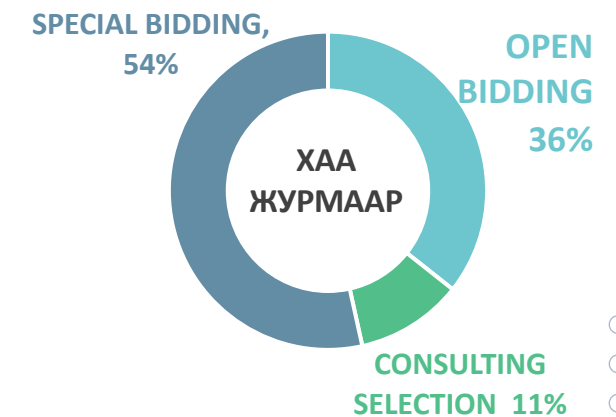 SPECIAL BIDDING,
54%
OPEN
BIDDING
36%
ХАА
ЖУРМААР
CONSULTING
SELECTION 11%